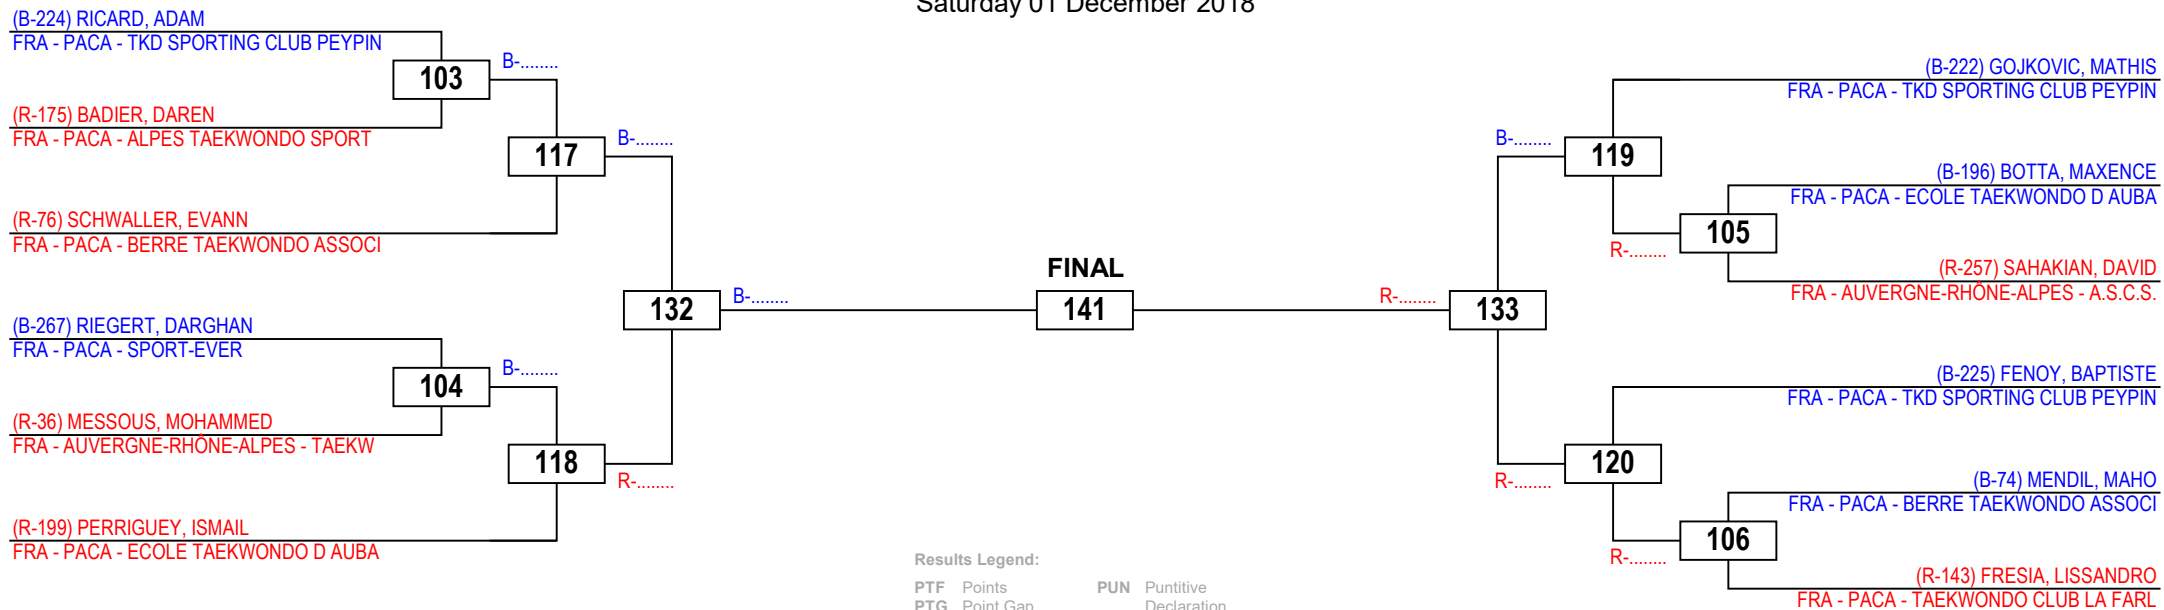 Saturday 01 December 2018
(B-224) RICARD, ADAM
FRA - PACA - TKD SPORTING CLUB PEYPIN
103
B-........
(R-175) BADIER, DAREN
FRA - PACA - ALPES TAEKWONDO SPORT
117
B-........
(R-76) SCHWALLER, EVANN
FRA - PACA - BERRE TAEKWONDO ASSOCI
132
B-........
(B-267) RIEGERT, DARGHAN
FRA - PACA - SPORT-EVER
104
B-........
(R-36) MESSOUS, MOHAMMED
FRA - AUVERGNE-RHÔNE-ALPES - TAEKW
118
R-........
(R-199) PERRIGUEY, ISMAIL
FRA - PACA - ECOLE TAEKWONDO D AUBA
FINAL
141
(B-222) GOJKOVIC, MATHIS
FRA - PACA - TKD SPORTING CLUB PEYPIN
B-........
119
(B-196) BOTTA, MAXENCE
FRA - PACA - ECOLE TAEKWONDO D AUBA
105
R-........
(R-257) SAHAKIAN, DAVID
FRA - AUVERGNE-RHÔNE-ALPES - A.S.C.S.
R-........
133
(B-225) FENOY, BAPTISTE
FRA - PACA - TKD SPORTING CLUB PEYPIN
120
R-........
(B-74) MENDIL, MAHO
FRA - PACA - BERRE TAEKWONDO ASSOCI
106
R-........
(R-143) FRESIA, LISSANDRO
FRA - PACA - TAEKWONDO CLUB LA FARL
Results Legend:
PTF Points PUN Puntitive
PTG Point Gap Declaration